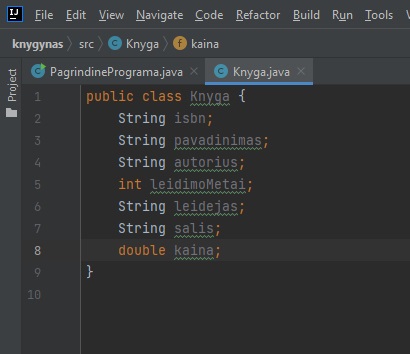 IJ File Edit View Navigate Code Refactor Build Run Tools
knygynas src Knyga kaina
PagrindinePrograma.java Knyga.java
Project
1 public class Knyga {
2 String isbn;
3 String pavadinimas;
4 String autorius;
5 int leidimoMetai;
6 String leidejas;
7 String salis;
8 double kaina;
9 }
10